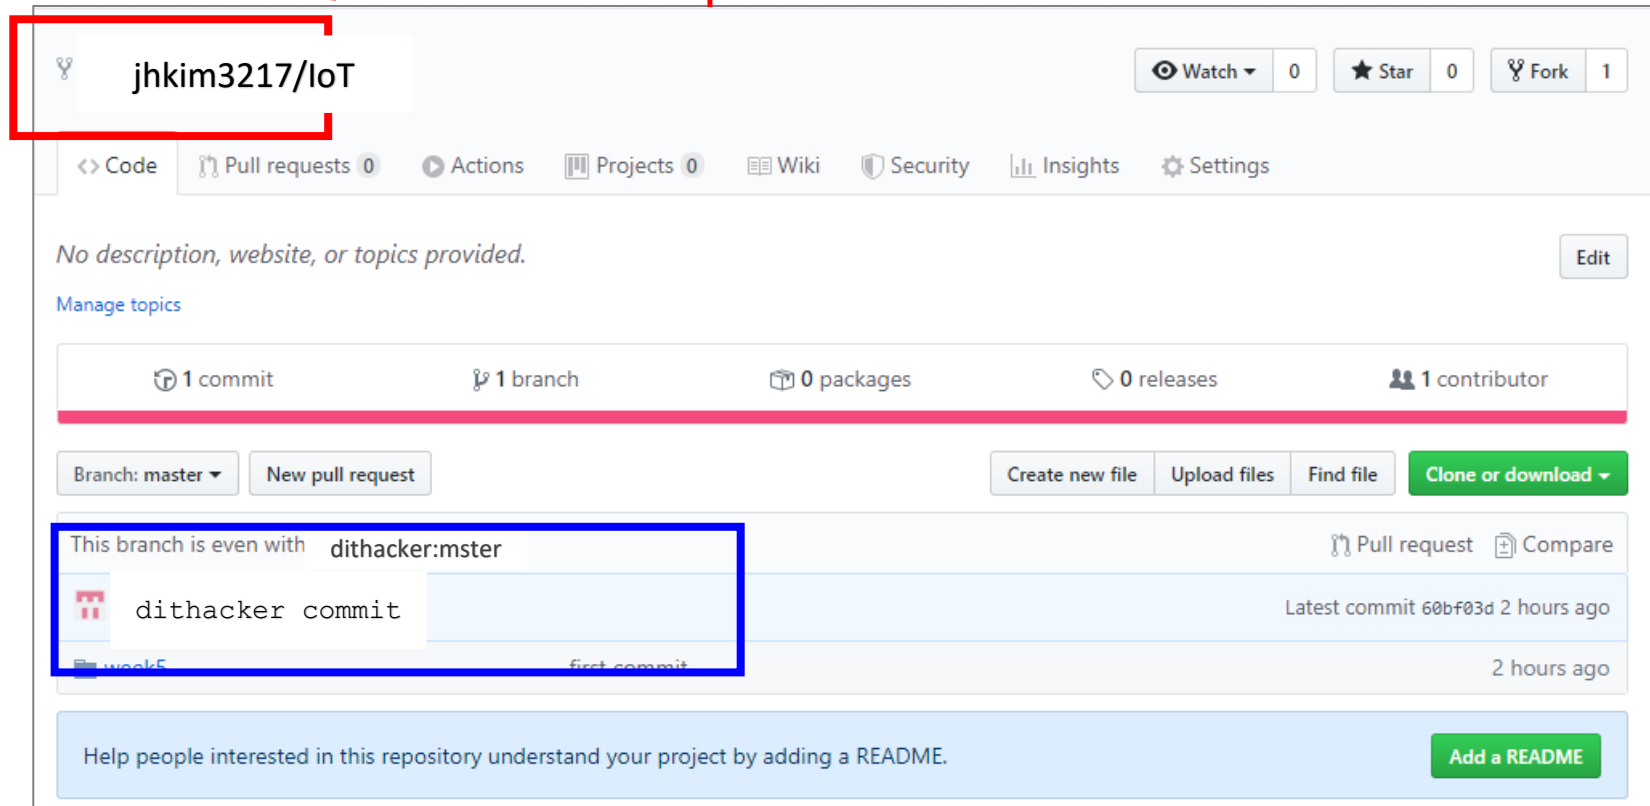 jhkim3217/IoT
Watch 0 Star 0 Fork 1
Code Pull requests 0 Actions Projects 0 Wiki Security Insights Settings
No description, website, or topics provided.
Edit
Manage topics
1 commit 1 branch 0 packages 0 releases 1 contributor
Branch: master New pull request Create new file Upload files Find file Clone or download
This branch is even with dithacker:mster Pull request Compare
dithacker commit Latest commit 60bf03d 2 hours ago
week5 first commit 2 hours ago
Help people interested in this repository understand your project by adding a README. Add a README